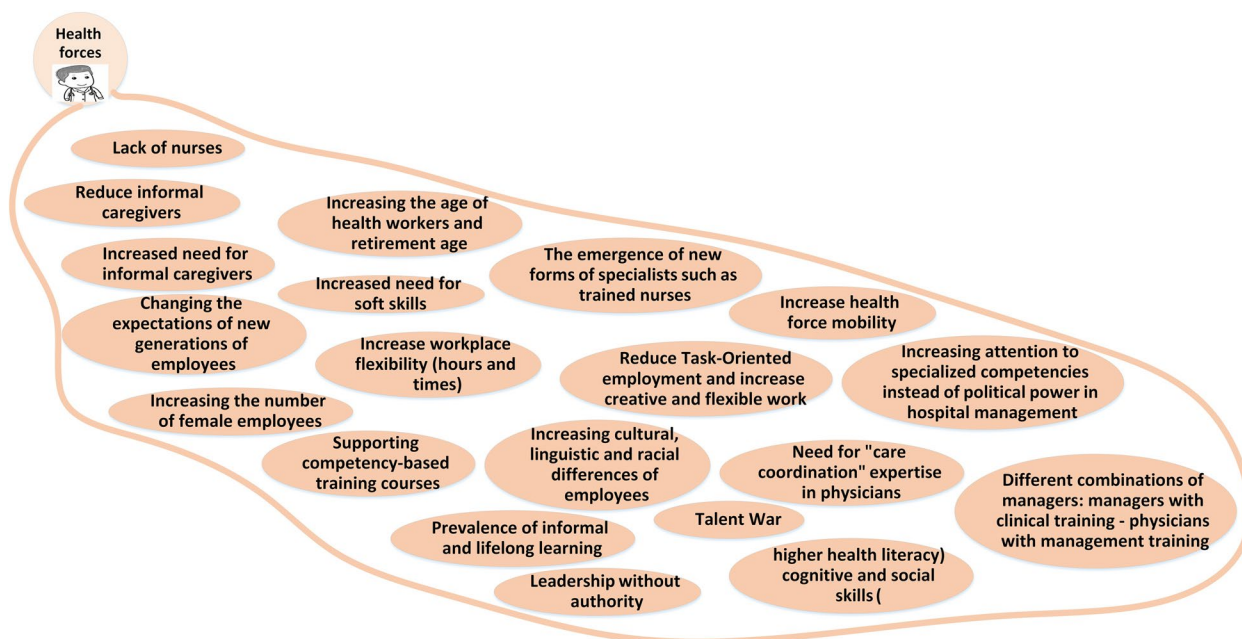 Health
forces
Lack of nurses
Reduce informal
caregivers
Increasing the age of
health workers and
retirement age
Increased need for
informal caregivers
The emergence of new
forms of specialists such as
trained nurses
Increased need for
soft skills
Increase health
force mobility
Changing the
expectations of new
generations of
employees
Increase workplace
flexibility (hours and
times)
Reduce Task-Oriented
employment and increase
creative and flexible work
Increasing attention to
specialized competencies
instead of political power in
hospital management
Increasing the number
of female employees
Supporting
competency-based
training courses
Increasing cultural,
linguistic and racial
differences of
employees
Need for "care
coordination" expertise
in physicians
Different combinations of
managers: managers with
clinical training - physicians
with management training
Prevalence of informal
and lifelong learning
Talent War
Leadership without
authority
higher health literacy)
cognitive and social
skills (